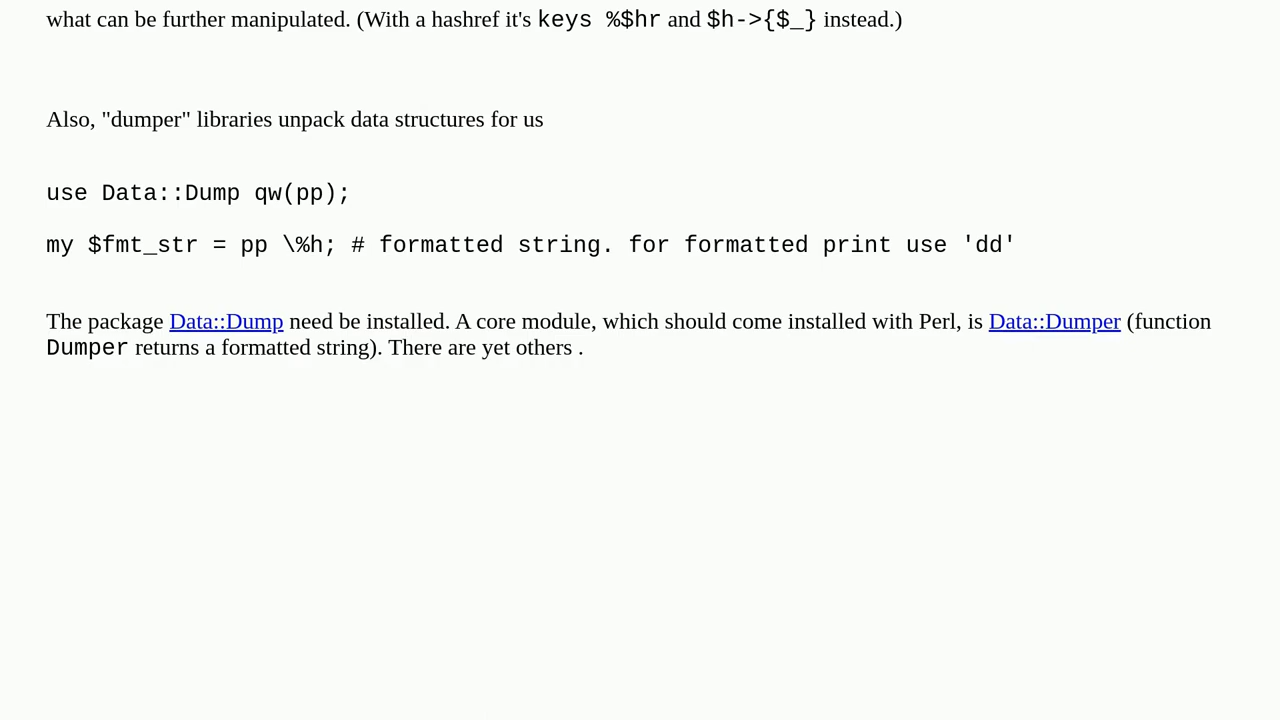 what can be further manipulated. (With a hashref it's keys %$hr and $h->{$_} instead.)
Also, "dumper" libraries unpack data structures for us
use Data::Dump qw(pp);
my $fmt_str = pp \%h; # formatted string. for formatted print use 'dd'
The package Data::Dump need be installed. A core module, which should come installed with Perl, is Data::Dumper (function
Dumper returns a formatted string). There are yet others .